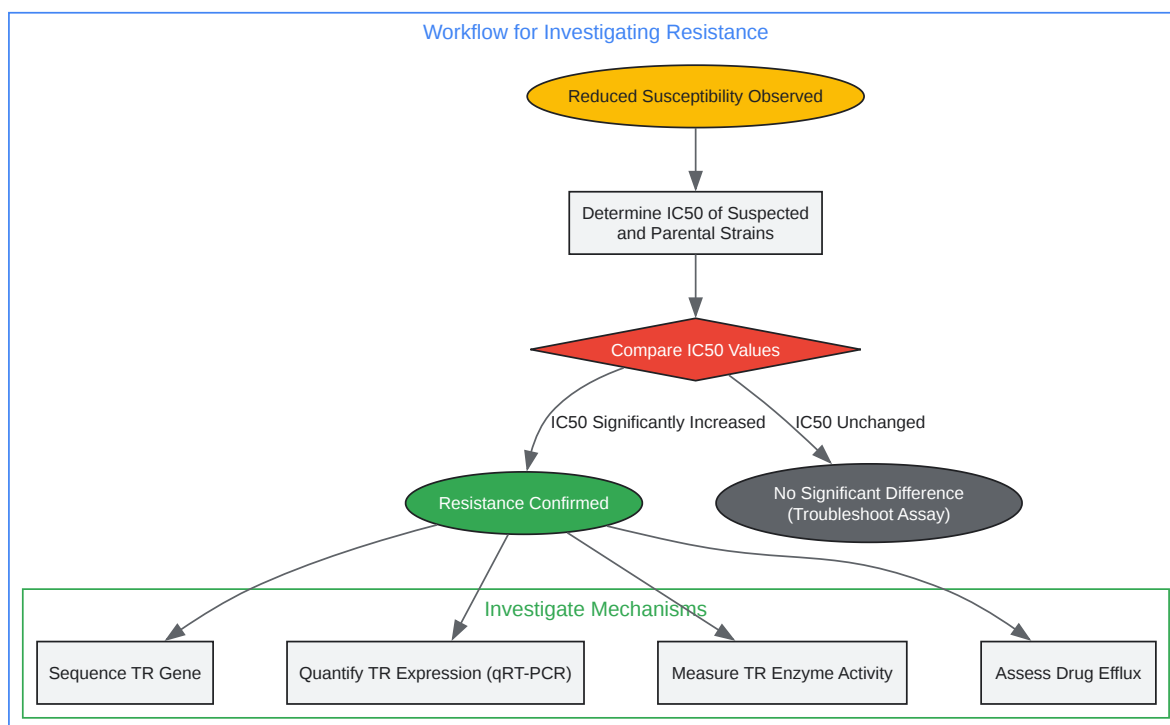 Workflow for Investigating Resistance
Reduced Susceptibility Observed
Determine IC50 of Suspected
and Parental Strains
Compare IC50 Values
IC50 Significantly Increased
IC50 Unchanged
Resistance Confirmed
No Significant Difference
(Troubleshoot Assay)
Investigate Mechanisms
Sequence TR Gene
Quantify TR Expression (qRT-PCR)
Measure TR Enzyme Activity
Assess Drug Efflux